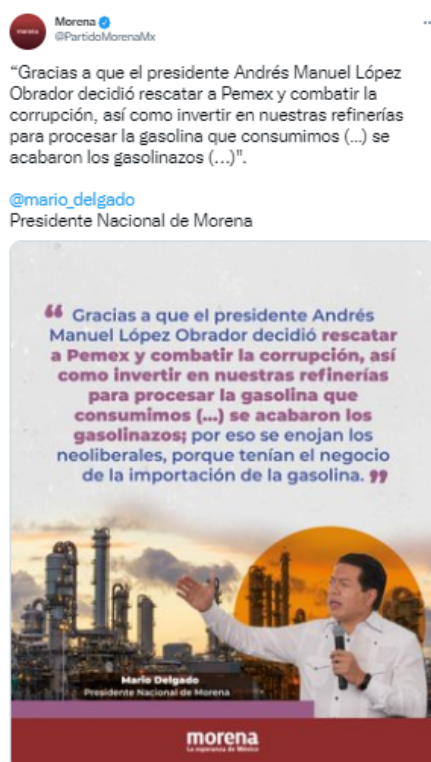 Morena
@PartidoMorenaMx
“Gracias a que el presidente Andrés Manuel López
Obrador decidió rescatar a Pemex y combatir la
corrupción, así como invertir en nuestras refinerías
para procesar la gasolina que consumimos (...) se
acabaron los gasolinazos (...)".
@mario_delgado
Presidente Nacional de Morena
“ Gracias a que el presidente Andrés
Manuel López Obrador decidió rescatar
a Pemex y combatir la corrupción, así
como invertir en nuestras refinerías
para procesar la gasolina que
consumimos (...) se acabaron los
gasolinazos; por eso se enojan los
neoliberales, porque tenían el negocio
de la importación de la gasolina. ”
Mario Delgado
Presidente Nacional de Morena
morena
La esperanza de México